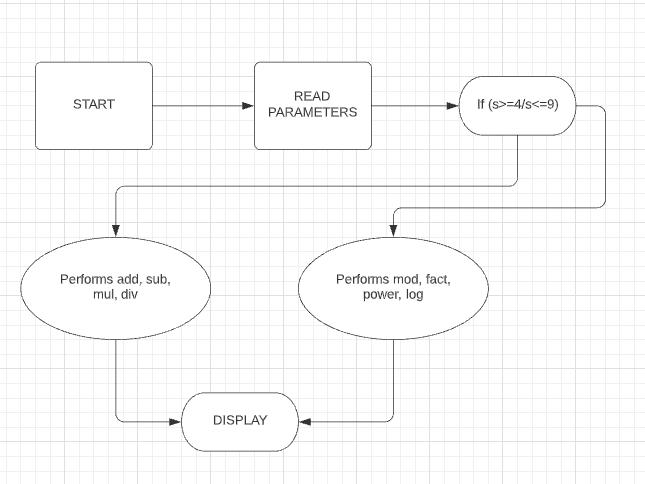 START
READ
PARAMETERS
If (s>=4/s<=9)
Performs add, sub,
mul, div
Performs mod, fact,
power, log
DISPLAY